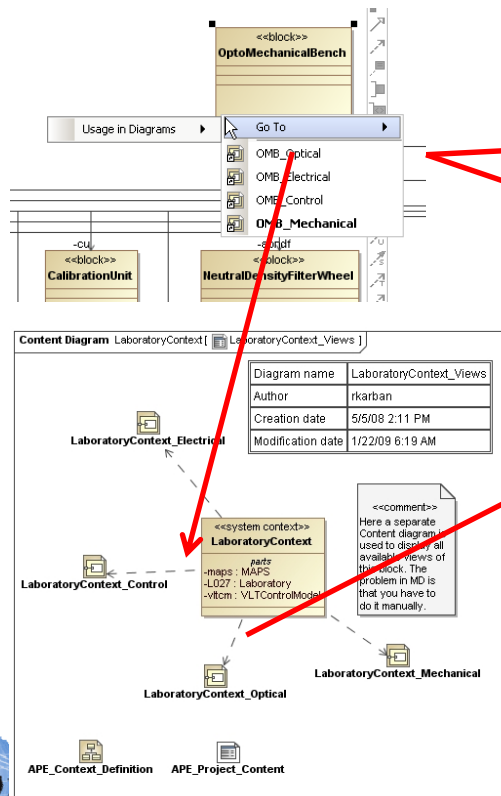 <<block>>
OptoMechanicalBench
Usage in Diagrams
Go To
OMB_Optical
OMB_Electrical
OMB_Control
OMB_Mechanical
-cu
<<block>>
CalibrationUnit
<<block>>
NeutralDensityFilterWheel
Content Diagram LaboratoryContext [ LaboratoryContext_Views ]
Diagram name LaboratoryContext_Views
Author rkarban
Creation date 5/5/08 2:11 PM
Modification date 1/22/09 6:19 AM
LaboratoryContext_Electrical
<<system context>>
LaboratoryContext
parts
-maps : MAPS
-L027 : Laboratory
-vltcm : VLTControlModel
<<comment>>
Here a separate
Content diagram is
used to display all
available views of
this block. The
problem in MD is
that you have to
do it manually.
LaboratoryContext_Control
LaboratoryContext_Optical
LaboratoryContext_Mechanical
APE_Context_Definition
APE_Project_Content